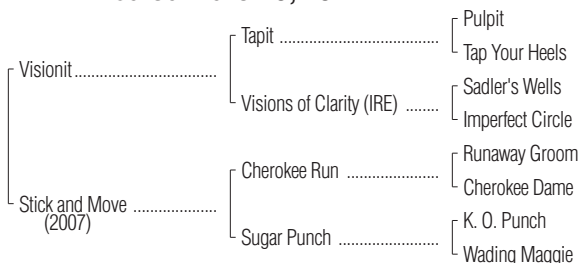 Visionit
Stick and Move
(2007)
Tapit
Visions of Clarity (IRE)
Cherokee Run
Sugar Punch
Pulpit
Tap Your Heels
Sadler's Wells
Imperfect Circle
Runaway Groom
Cherokee Dame
K. O. Punch
Wading Maggie